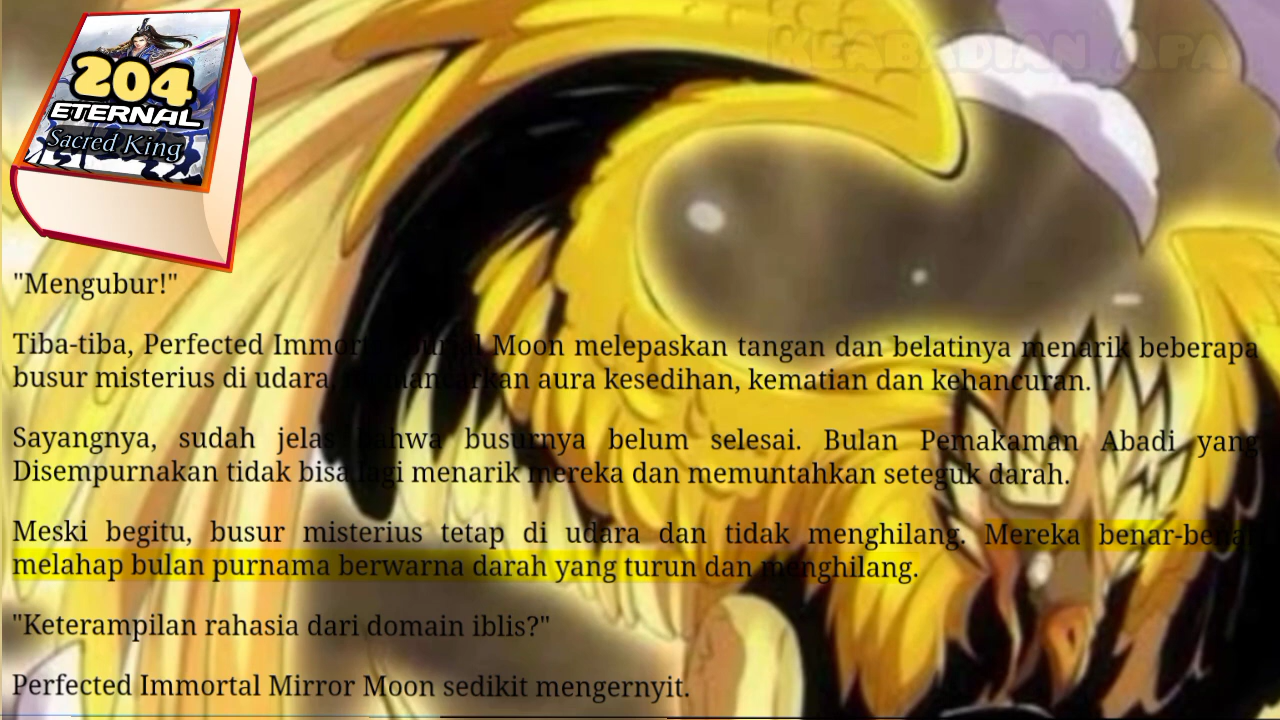 KEABADIAN APA
204
ETERNAL
Sacred King
"Mengubur!"
Tiba-tiba, Perfected Immortal Burial Moon melepaskan tangan dan belatinya menarik beberapa
busur misterius di udara, memancarkan aura kesedihan, kematian dan kehancuran.
Sayangnya, sudah jelas bahwa busurnya belum selesai. Bulan Pemakaman Abadi yang
Disempurnakan tidak bisa lagi menarik mereka dan memuntahkan seteguk darah.
Meski begitu, busur misterius tetap di udara dan tidak menghilang. Mereka benar-benar
melahap bulan purnama berwarna darah yang turun dan menghilang.
"Keterampilan rahasia dari domain iblis?"
Perfected Immortal Mirror Moon sedikit mengernyit.